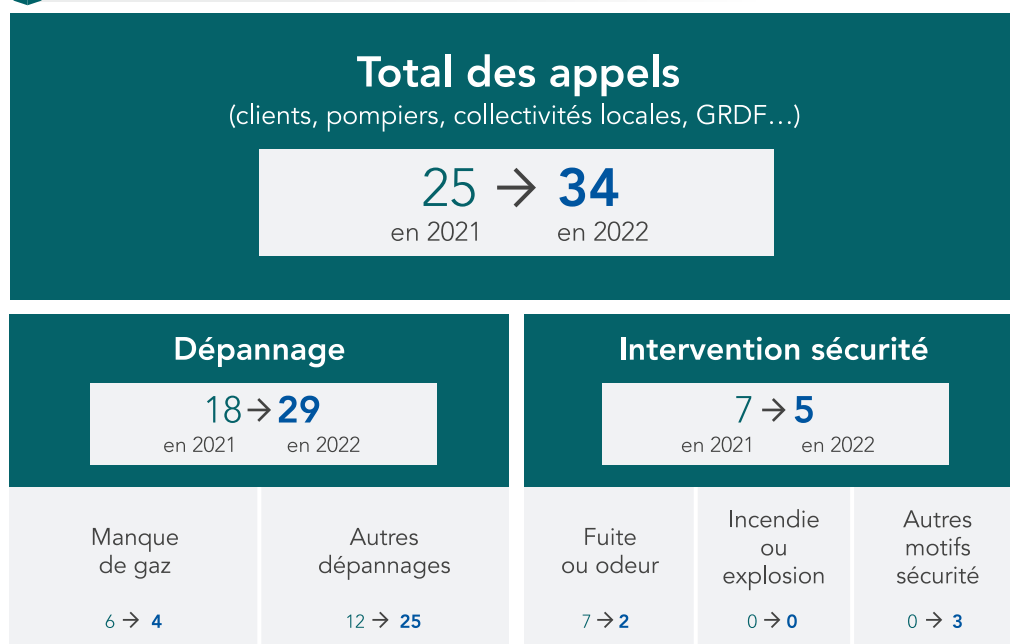 Total des appels
(clients, pompiers, collectivités locales, GRDF...)
25 → 34
en 2021 en 2022
Dépannage
18 → 29
en 2021 en 2022
Manque
de gaz
6 → 4
Autres
dépannages
12 → 25
Intervention sécurité
7 → 5
en 2021 en 2022
Fuite
ou odeur
7 → 2
Incendie
ou
explosion
0 → 0
Autres
motifs
sécurité
0 → 3